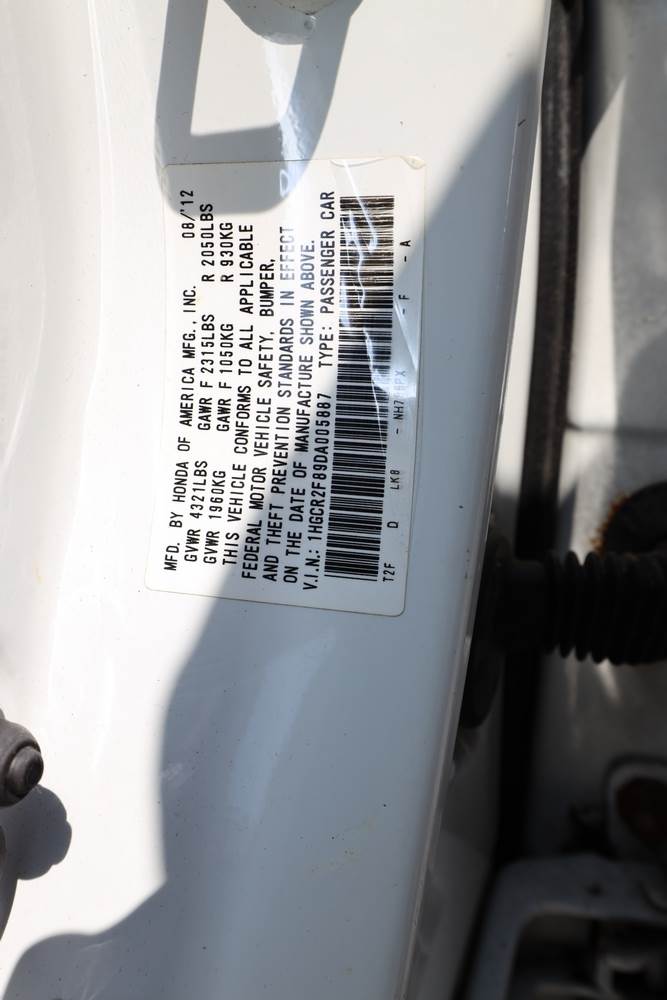 MFD. BY HONDA OF AMERICA MFG., INC. 08/'12
GVWR 4321LBS GAWR F 2315LBS R 2050LBS
GVWR 1960KG GAWR F 1050KG R 930KG
THIS VEHICLE CONFORMS TO ALL APPLICABLE
FEDERAL MOTOR VEHICLE SAFETY, BUMPER,
AND THEFT PREVENTION STANDARDS IN EFFECT
ON THE DATE OF MANUFACTURE SHOWN ABOVE.
V.I.N.: 1HGCR2F89DA005887 TYPE: PASSENGER CAR
T2F D LK8 - - F - A